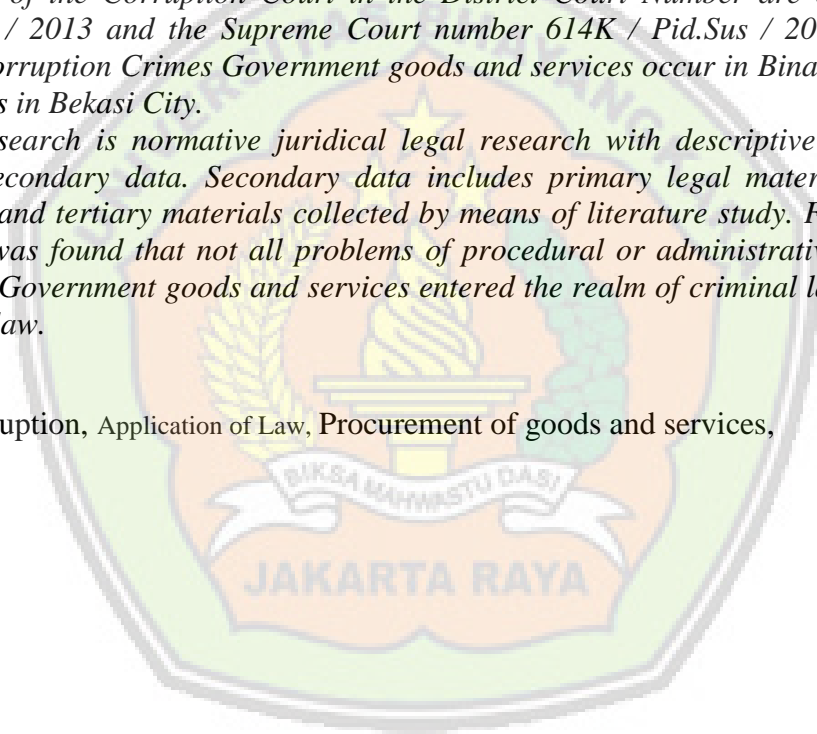 of the Corruption Court in the District Court Number are
/ 2013 and the Supreme Court number 614K / Pid.Sus / 20
orruption Crimes Government goods and services occur in Bina
s in Bekasi City.
search is normative juridical legal research with descriptive
econdary data. Secondary data includes primary legal mater
and tertiary materials collected by means of literature study. F
was found that not all problems of procedural or administrativ
Government goods and services entered the realm of criminal la
law.
uption, Application of Law, Procurement of goods and services,
UNIVERSITAS BHAYANGKARA
BIKSA MAHWASTU DASI
JAKARTA RAYA